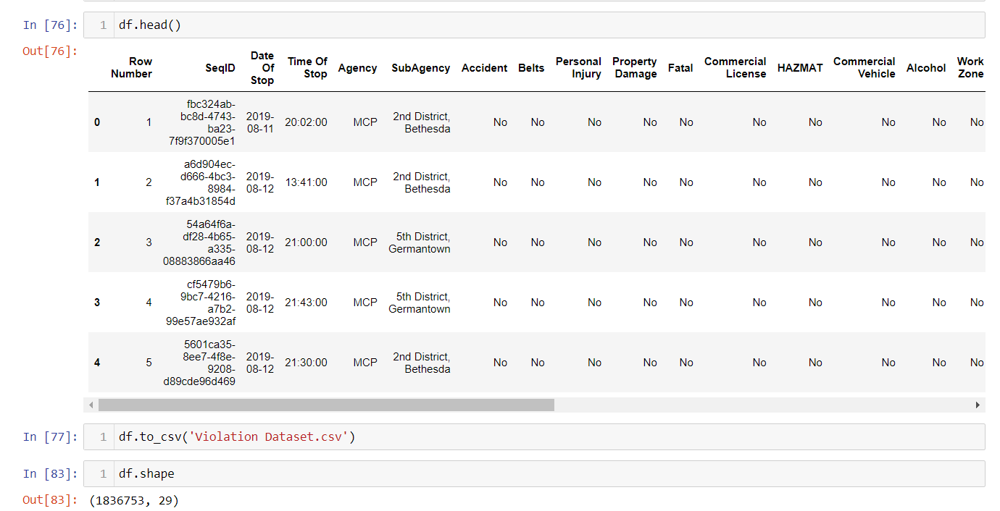 In [76]: 1 df.head()
Out[76]:
Row Number SeqID Date Of Stop Time Of Stop Agency SubAgency Accident Belts Personal Injury Property Damage Fatal Commercial License HAZMAT Commercial Vehicle Alcohol Work Zone
0 1 fbc324ab-bc8d-4743-ba23-7f9f370005e1 2019-08-11 20:02:00 MCP 2nd District, Bethesda No No No No No No No No No No
1 2 a6d904ec-d666-4bc3-8984-f37a4b31854d 2019-08-12 13:41:00 MCP 2nd District, Bethesda No No No No No No No No No No
2 3 54a64f6a-df28-4b65-a335-08883866aa46 2019-08-12 21:00:00 MCP 5th District, Germantown No No No No No No No No No No
3 4 cf5479b6-9bc7-4216-a7b2-99e57ae932af 2019-08-12 21:43:00 MCP 5th District, Germantown No No No No No No No No No No
4 5 5601ca35-8ee7-4f8e-9208-d89cde96d469 2019-08-12 21:30:00 MCP 2nd District, Bethesda No No No No No No No No No No
In [77]: 1 df.to_csv('Violation Dataset.csv')
In [83]: 1 df.shape
Out[83]: (1836753, 29)